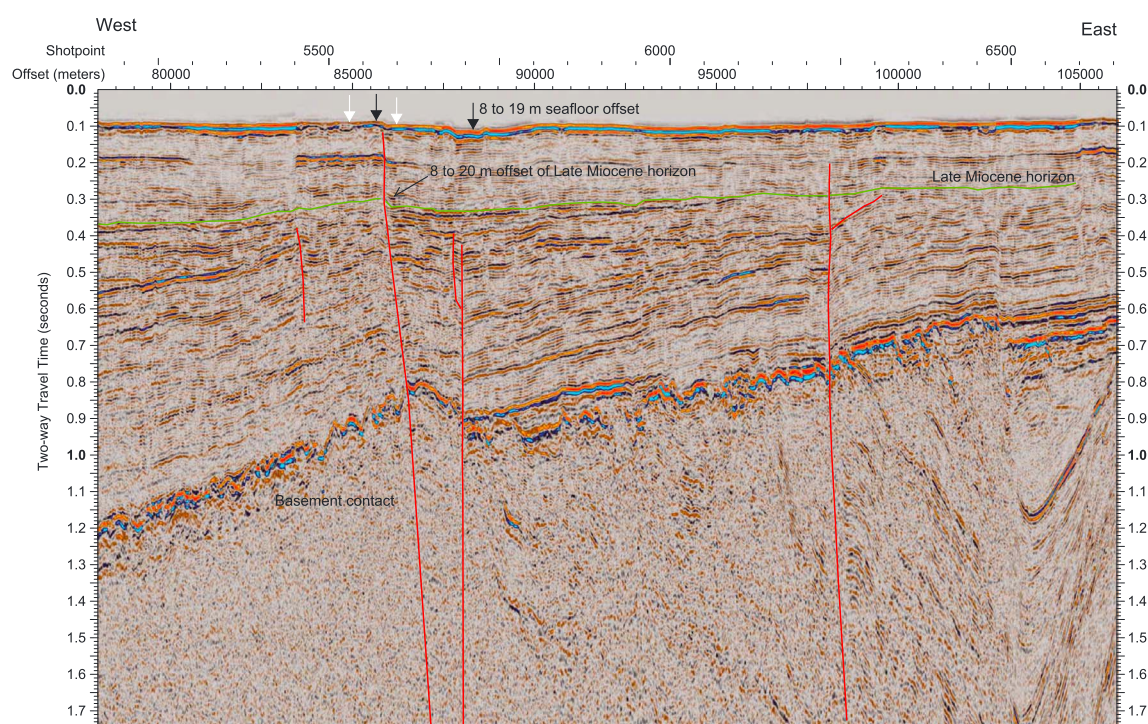 West
East
Shotpoint 5500 6000 6500
Offset (meters) 80000 85000 90000 95000 100000 105000
0.0 0.0
8 to 19 m seafloor offset
0.1 0.1
0.2 0.2
8 to 20 m offset of Late Miocene horizon
Late Miocene horizon
0.3 0.3
0.4 0.4
0.5 0.5
0.6 0.6
0.7 0.7
0.8 0.8
0.9 0.9
1.0 1.0
1.1 1.1
Basement contact
1.2 1.2
1.3 1.3
1.4 1.4
1.5 1.5
1.6 1.6
1.7 1.7
Two-way Travel Time (seconds)